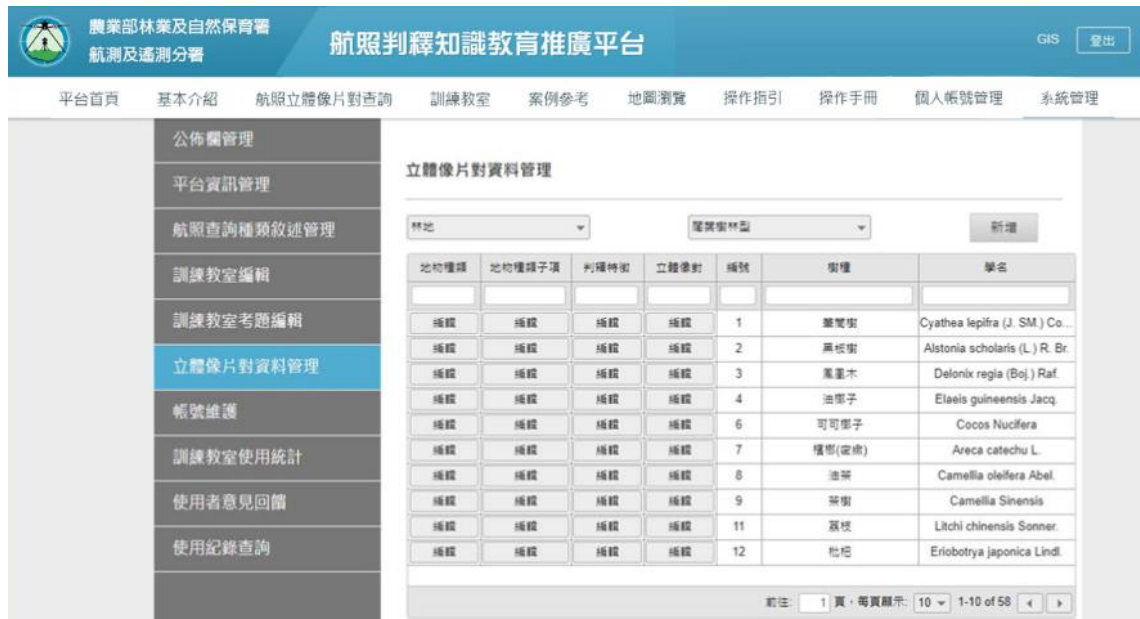 農業部林業及自然保育署
航測及遙測分署
航照判釋知識教育推廣平台
GIS 登出
平台首頁 基本介紹 航照立體像片對查詢 訓練教室 案例參考 地圖瀏覽 操作指引 操作手冊 個人帳號管理 系統管理
公佈欄管理
平台資訊管理
航照查詢種類敘述管理
訓練教室編輯
訓練教室考題編輯
立體像片對資料管理
帳號維護
訓練教室使用統計
使用者意見回饋
使用紀錄查詢
立體像片對資料管理
林地 闊葉樹林型 新增
地物種類 地物種類子項 判釋特徵 立體像對 編號 樹種 學名
編輯 編輯 編輯 編輯 1 筆筒樹 Cyathea lepifra (J. SM.) Co...
編輯 編輯 編輯 編輯 2 黑板樹 Alstonia scholaris (L.) R. Br.
編輯 編輯 編輯 編輯 3 鳳凰木 Delonix regia (Boj.) Raf.
編輯 編輯 編輯 編輯 4 油椰子 Elaeis guineensis Jacq.
編輯 編輯 編輯 編輯 6 可可椰子 Cocos Nucifera
編輯 編輯 編輯 編輯 7 檳榔(密緻) Areca catechu L.
編輯 編輯 編輯 編輯 8 油茶 Camellia oleifera Abel.
編輯 編輯 編輯 編輯 9 茶樹 Camellia Sinensis
編輯 編輯 編輯 編輯 11 荔枝 Litchi chinensis Sonner.
編輯 編輯 編輯 編輯 12 枇杷 Eriobotrya japonica Lindl.
前往: 1 頁,每頁顯示: 10 1-10 of 58